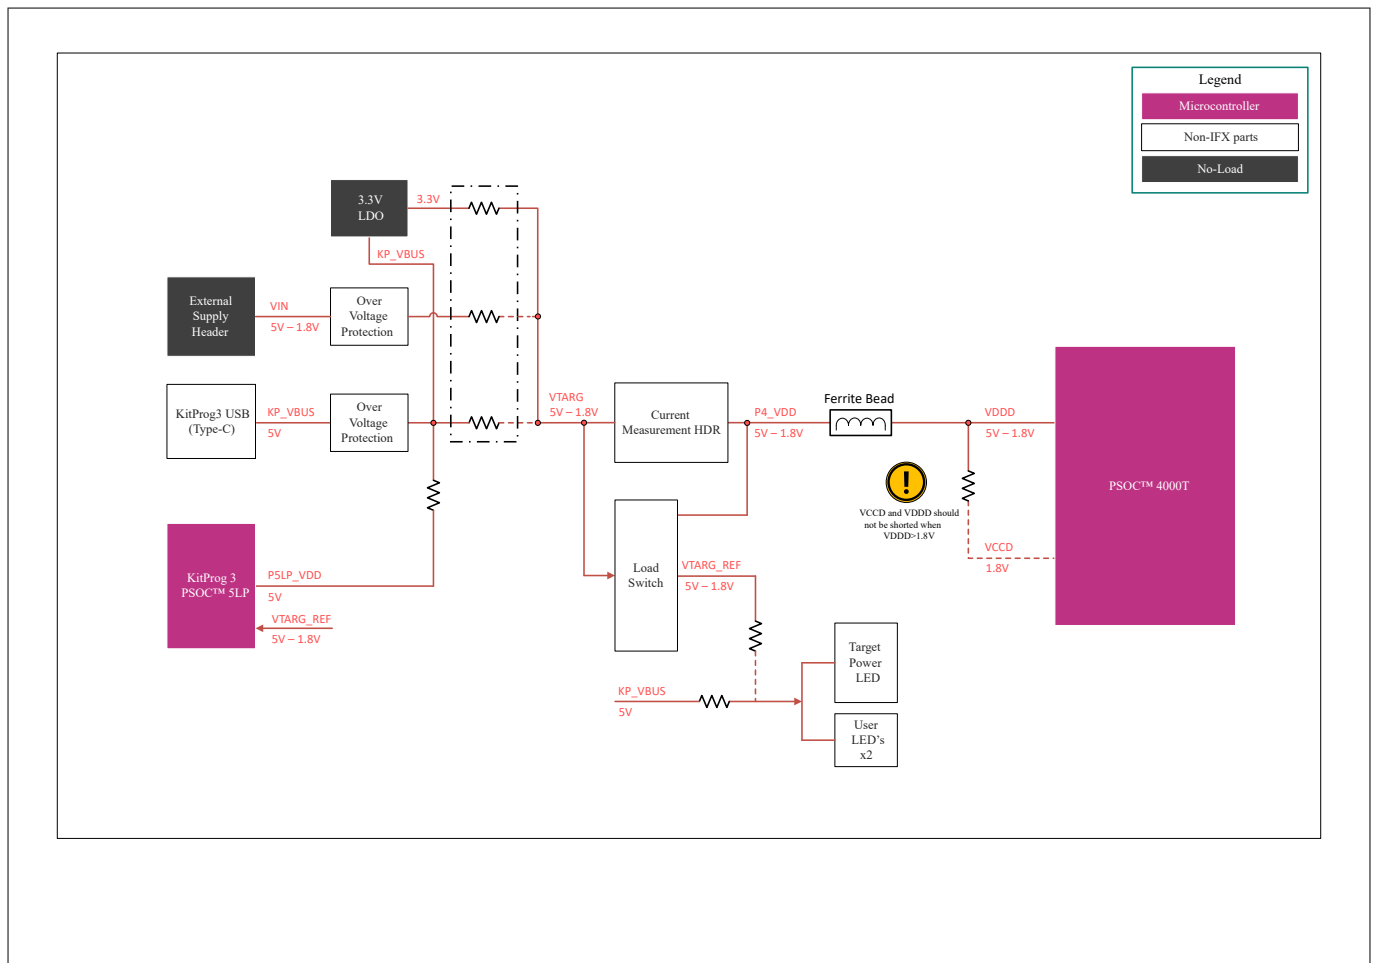 Legend
Microcontroller
Non-IFX parts
No-Load
3.3V
LDO
3.3V
KP_VBUS
External
Supply
Header
VIN
5V – 1.8V
Over
Voltage
Protection
KitProg3 USB
(Type-C)
KP_VBUS
5V
Over
Voltage
Protection
VTARG
5V – 1.8V
Current
Measurement HDR
P4_VDD
5V – 1.8V
Ferrite Bead
VDDD
5V – 1.8V
PSOC™ 4000T
VCCD and VDDD should
not be shorted when
VDDD>1.8V
VCCD
1.8V
KitProg 3
PSOC™ 5LP
P5LP_VDD
5V
VTARG_REF
5V – 1.8V
Load
Switch
VTARG_REF
5V – 1.8V
KP_VBUS
5V
Target
Power
LED
User
LED's
x2